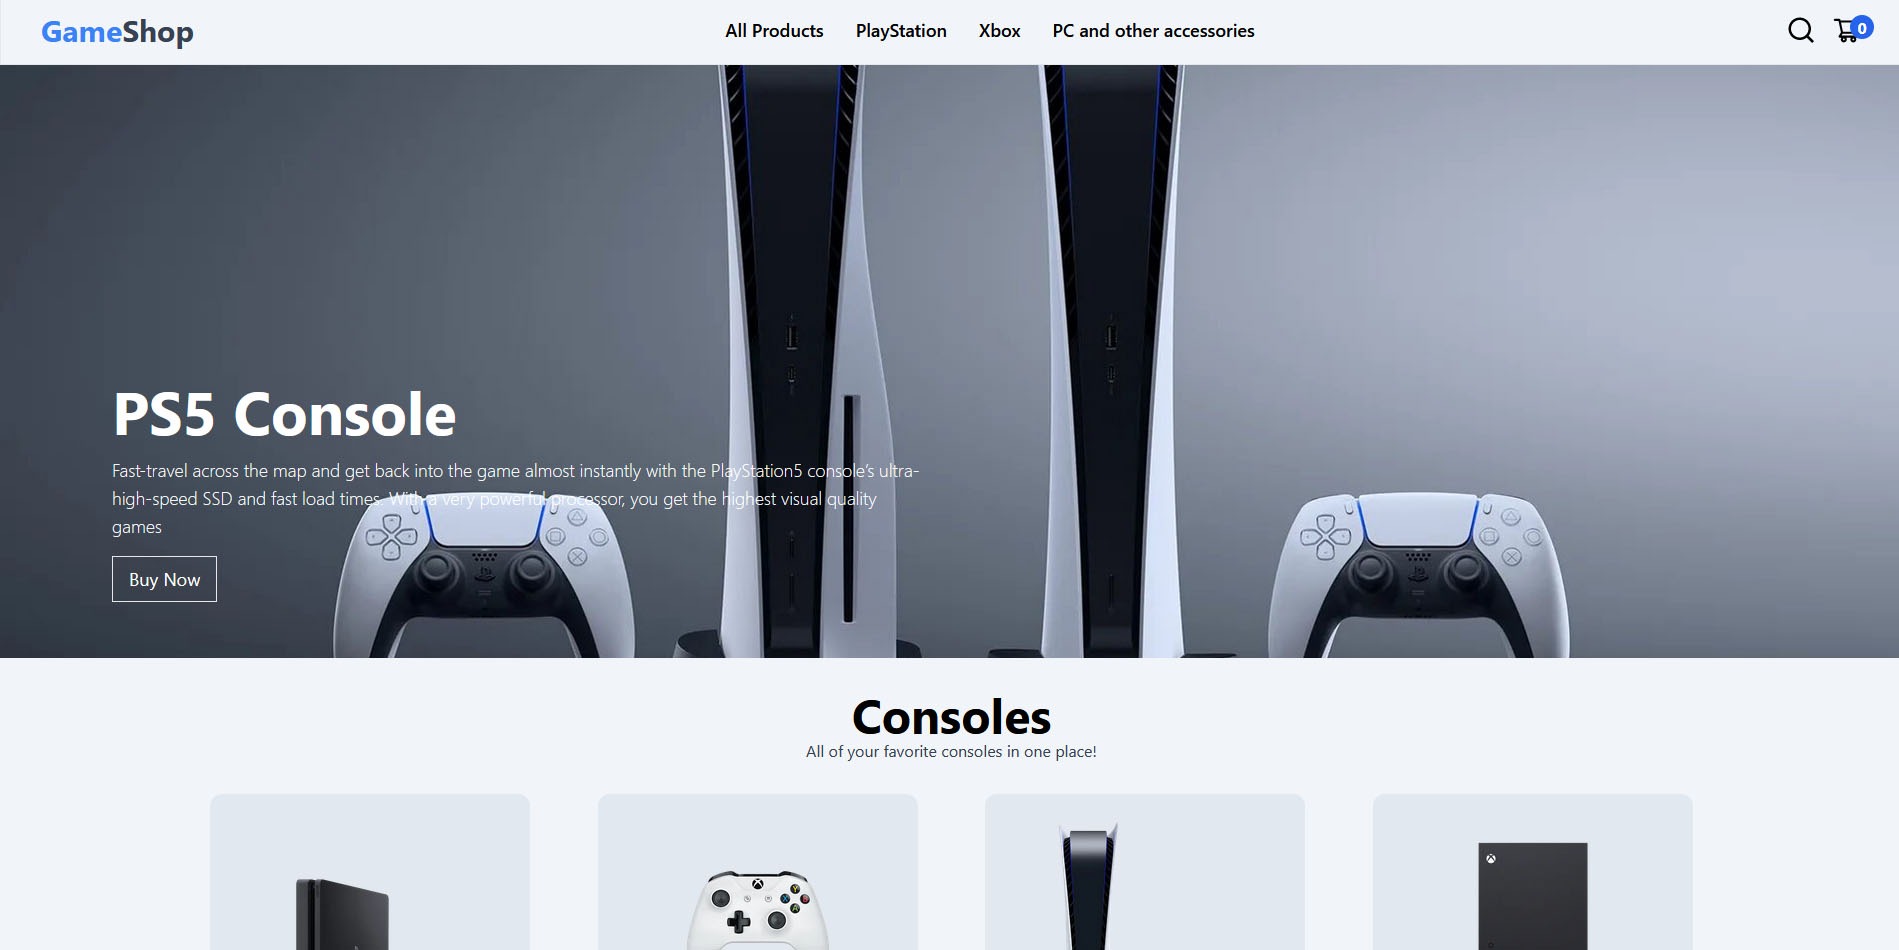 GameShop
All Products PlayStation Xbox PC and other accessories
0
PS5 Console
Fast-travel across the map and get back into the game almost instantly with the PlayStation5 console's ultra-
high-speed SSD and fast load times. With a very powerful processor, you get the highest visual quality
games
Buy Now
Consoles
All of your favorite consoles in one place!
Y
X
B
A